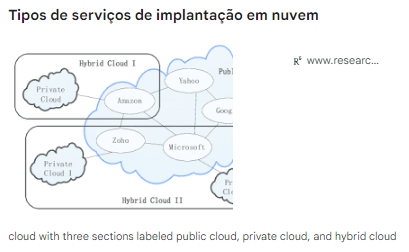 Tipos de serviços de implantação em nuvem
Hybrid Cloud I
Private
Cloud
Amazon
Yahoo
www.researc...
Zoho
Microsoft
Private
Cloud I
Hybrid Cloud II
cloud with three sections labeled public cloud, private cloud, and hybrid cloud